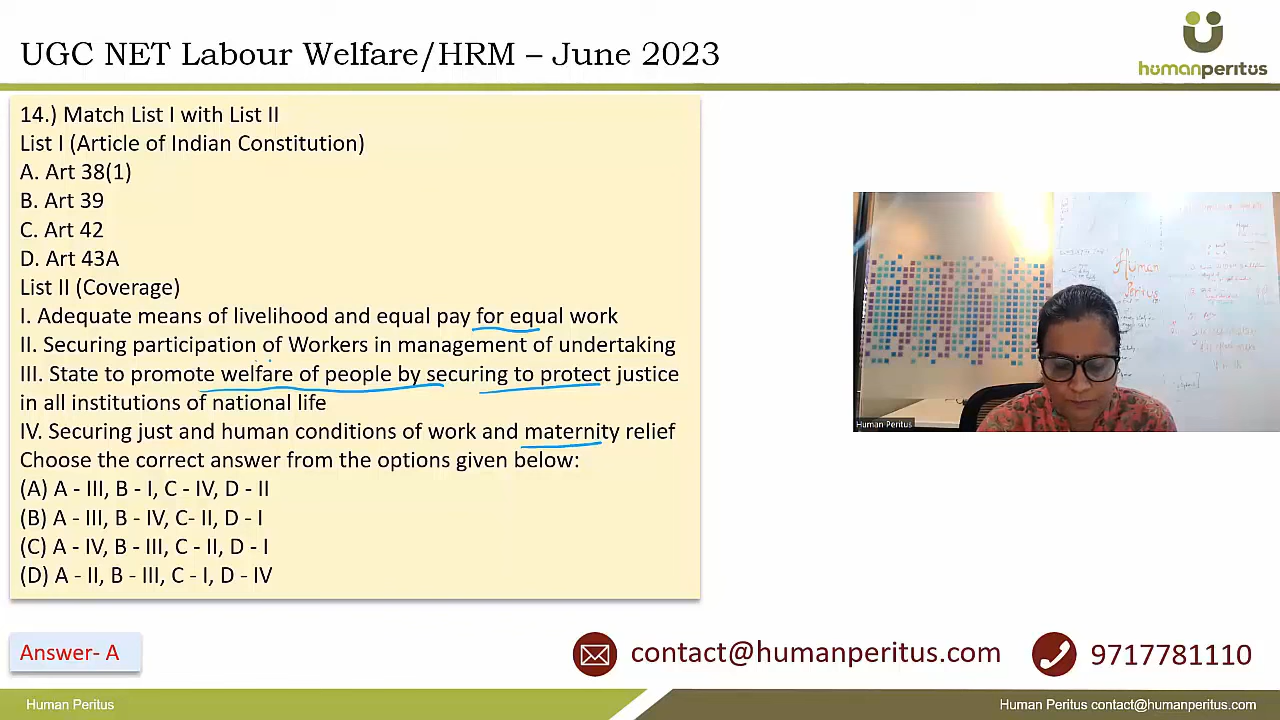 UGC NET Labour Welfare/HRM – June 2023
humanperitus
14.) Match List I with List II
List I (Article of Indian Constitution)
A. Art 38(1)
B. Art 39
C. Art 42
D. Art 43A
List II (Coverage)
I. Adequate means of livelihood and equal pay for equal work
II. Securing participation of Workers in management of undertaking
III. State to promote welfare of people by securing to protect justice
in all institutions of national life
IV. Securing just and human conditions of work and maternity relief
Choose the correct answer from the options given below:
(A) A - III, B - I, C - IV, D - II
(B) A - III, B - IV, C- II, D - I
(C) A - IV, B - III, C - II, D - I
(D) A - II, B - III, C - I, D - IV
Human
Peritus
Human Peritus
Answer- A
contact@humanperitus.com
9717781110
Human Peritus
Human Peritus contact@humanperitus.com